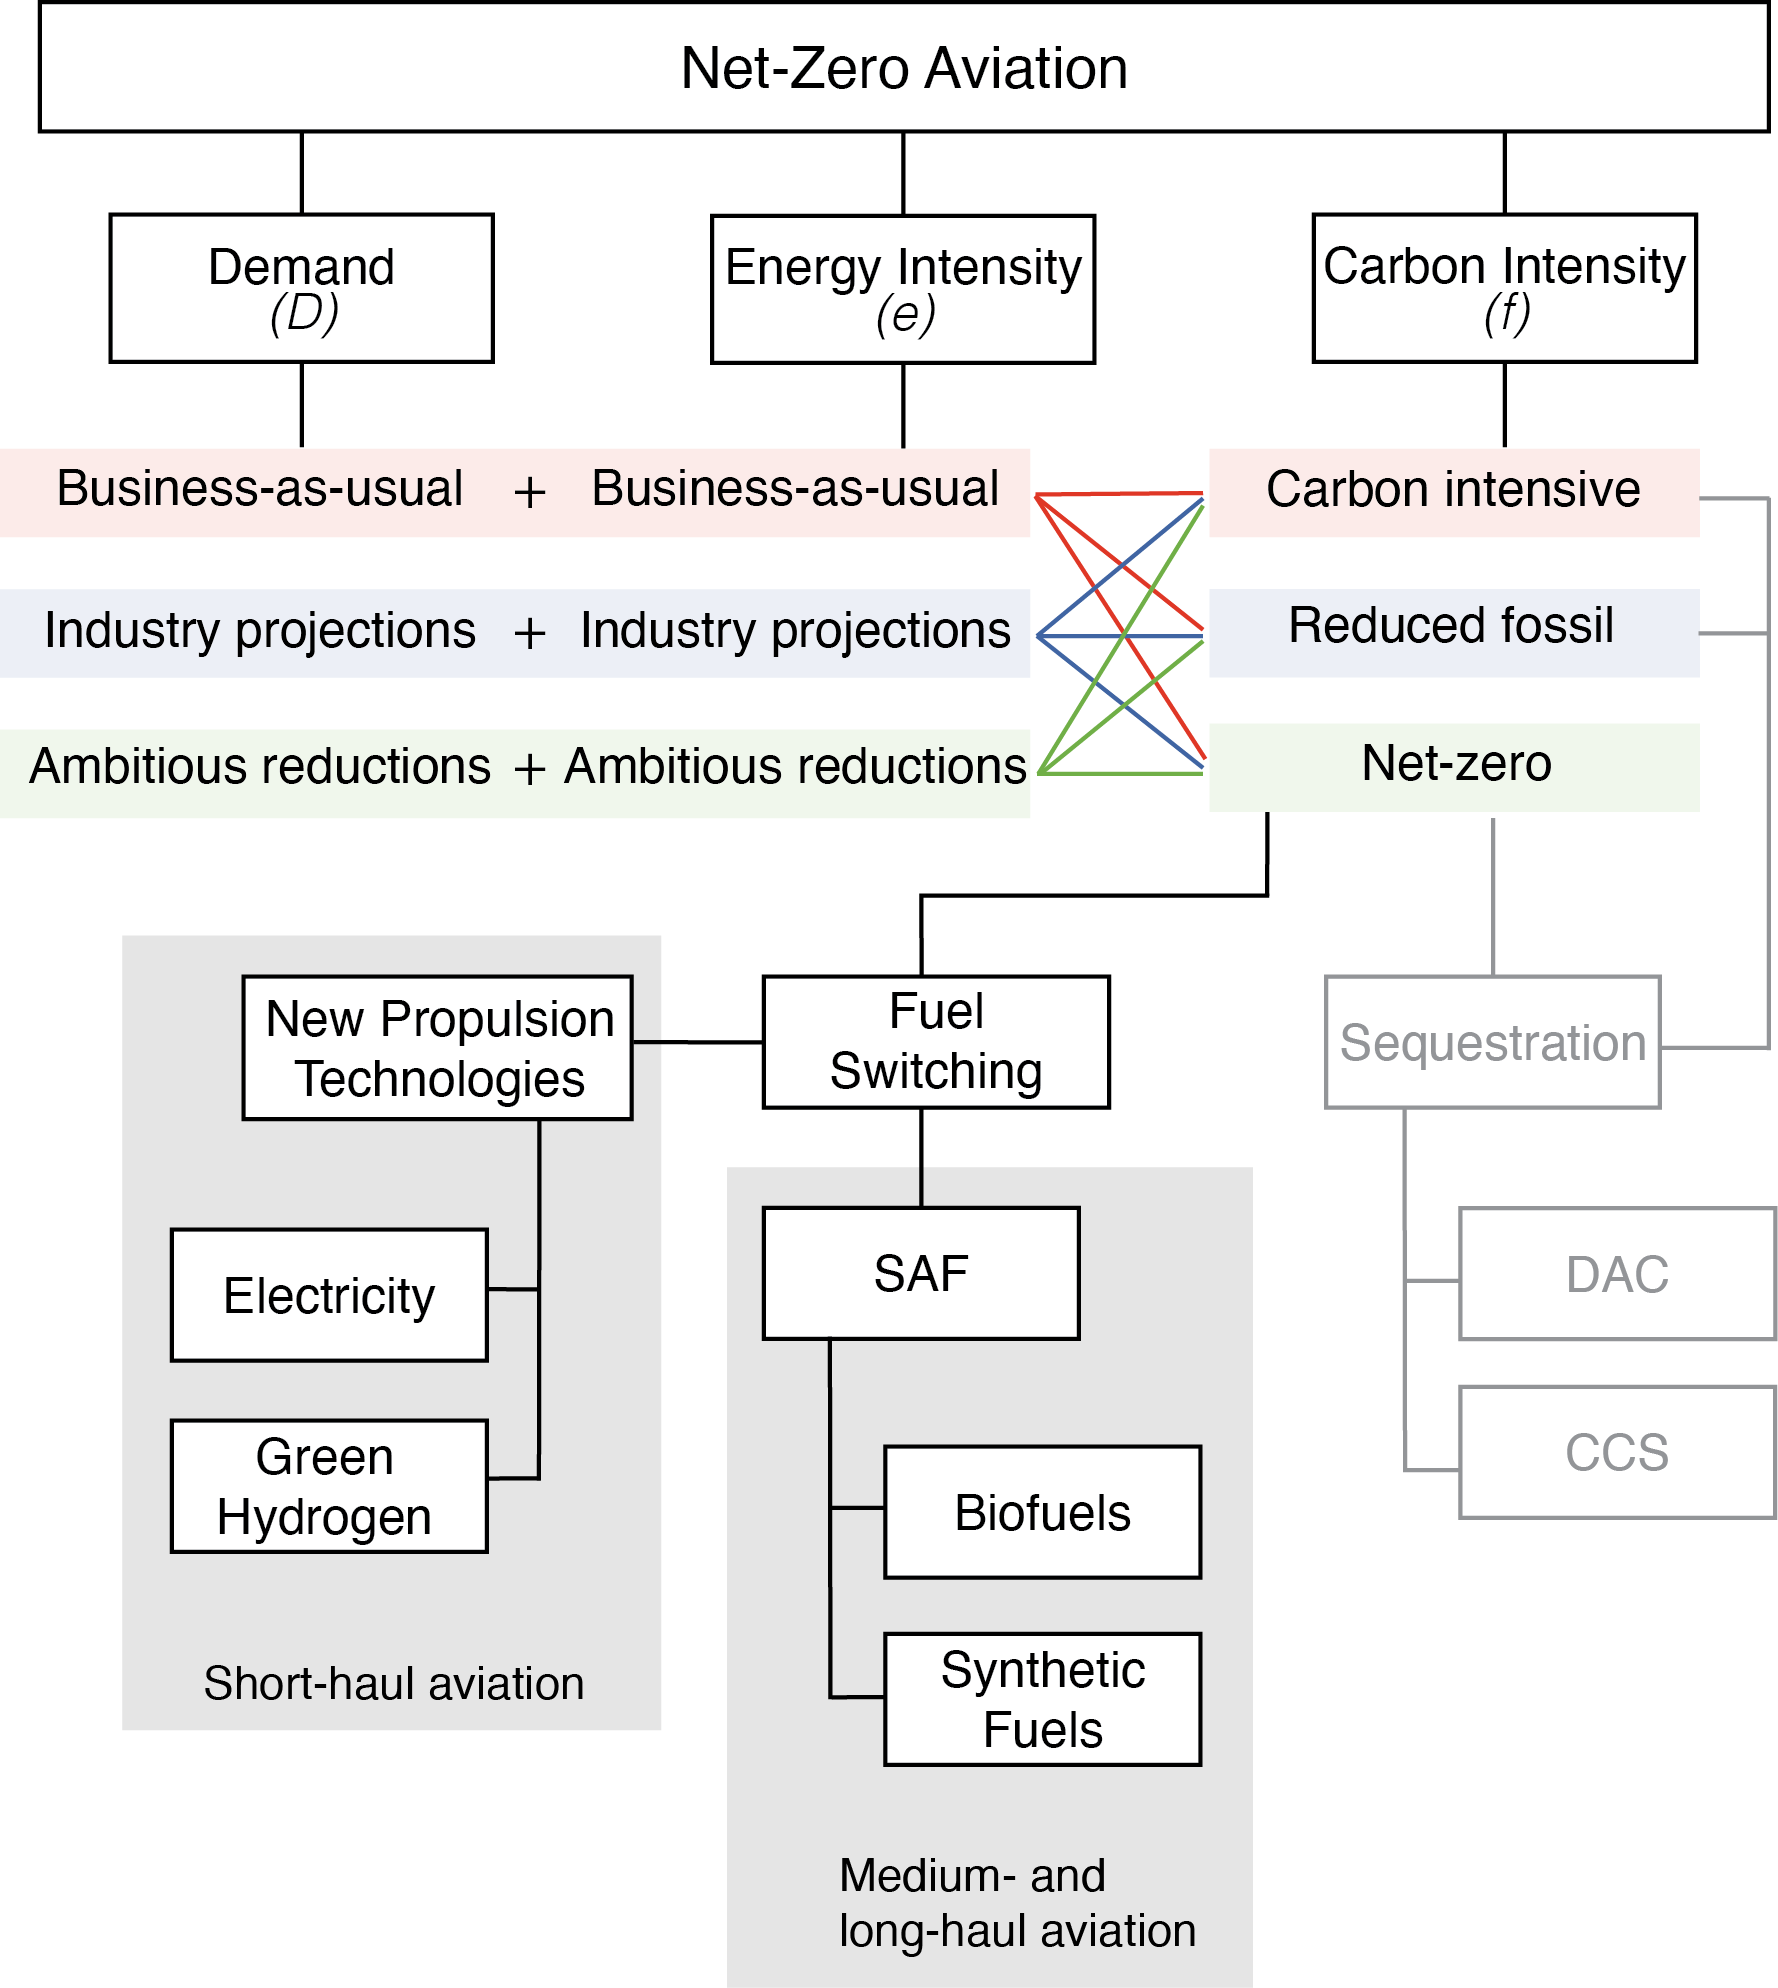 Net-Zero Aviation
Demand
(D)
Energy Intensity
(e)
Carbon Intensity
(f)
Business-as-usual + Business-as-usual
Carbon intensive
Industry projections + Industry projections
Reduced fossil
Ambitious reductions + Ambitious reductions
Net-zero
New Propulsion
Technologies
Fuel
Switching
Sequestration
Electricity
SAF
DAC
Green
Hydrogen
Biofuels
CCS
Synthetic
Fuels
Short-haul aviation
Medium- and
long-haul aviation